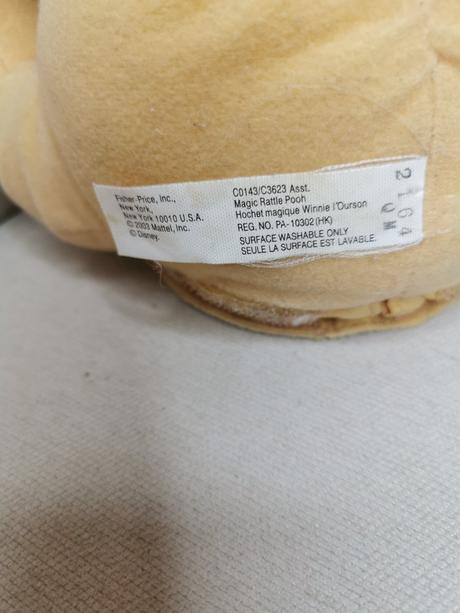 Fisher-Price, Inc.,
New York,
New York 10010 U.S.A.
© 2003 Mattel, Inc.
© Disney.
C0143/C3623 Asst.
Magic Rattle Pooh
Hochet magique Winnie l'Ourson
REG. NO. PA-10302(HK)
SURFACE WASHABLE ONLY
SEULE LA SURFACE EST LAVABLE.
2164
QM